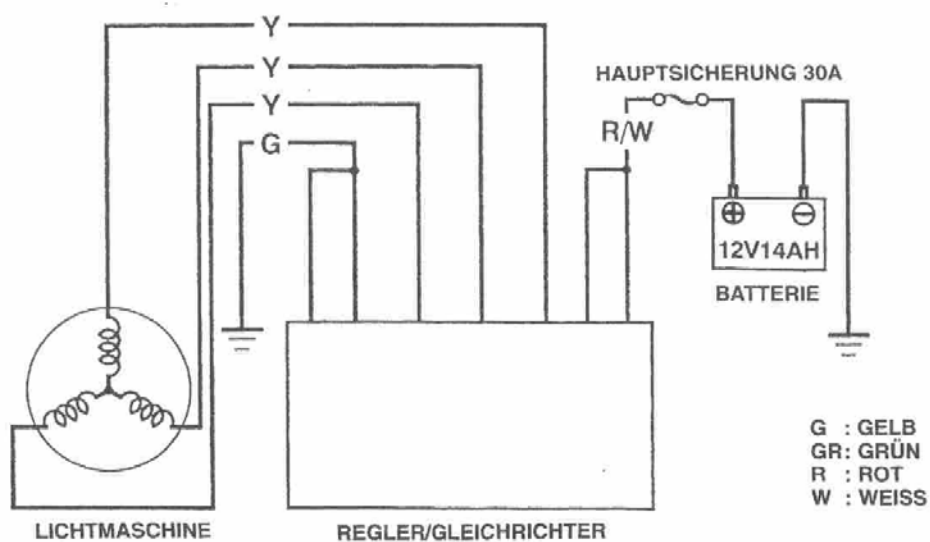 Y
Y
Y
G
HAUPTSICHERUNG 30A
R/W
12V14AH
BATTERIE
G : GELB
GR: GRÜN
R : ROT
W : WEISS
LICHTMASCHINE
REGLER/GLEICHRICHTER